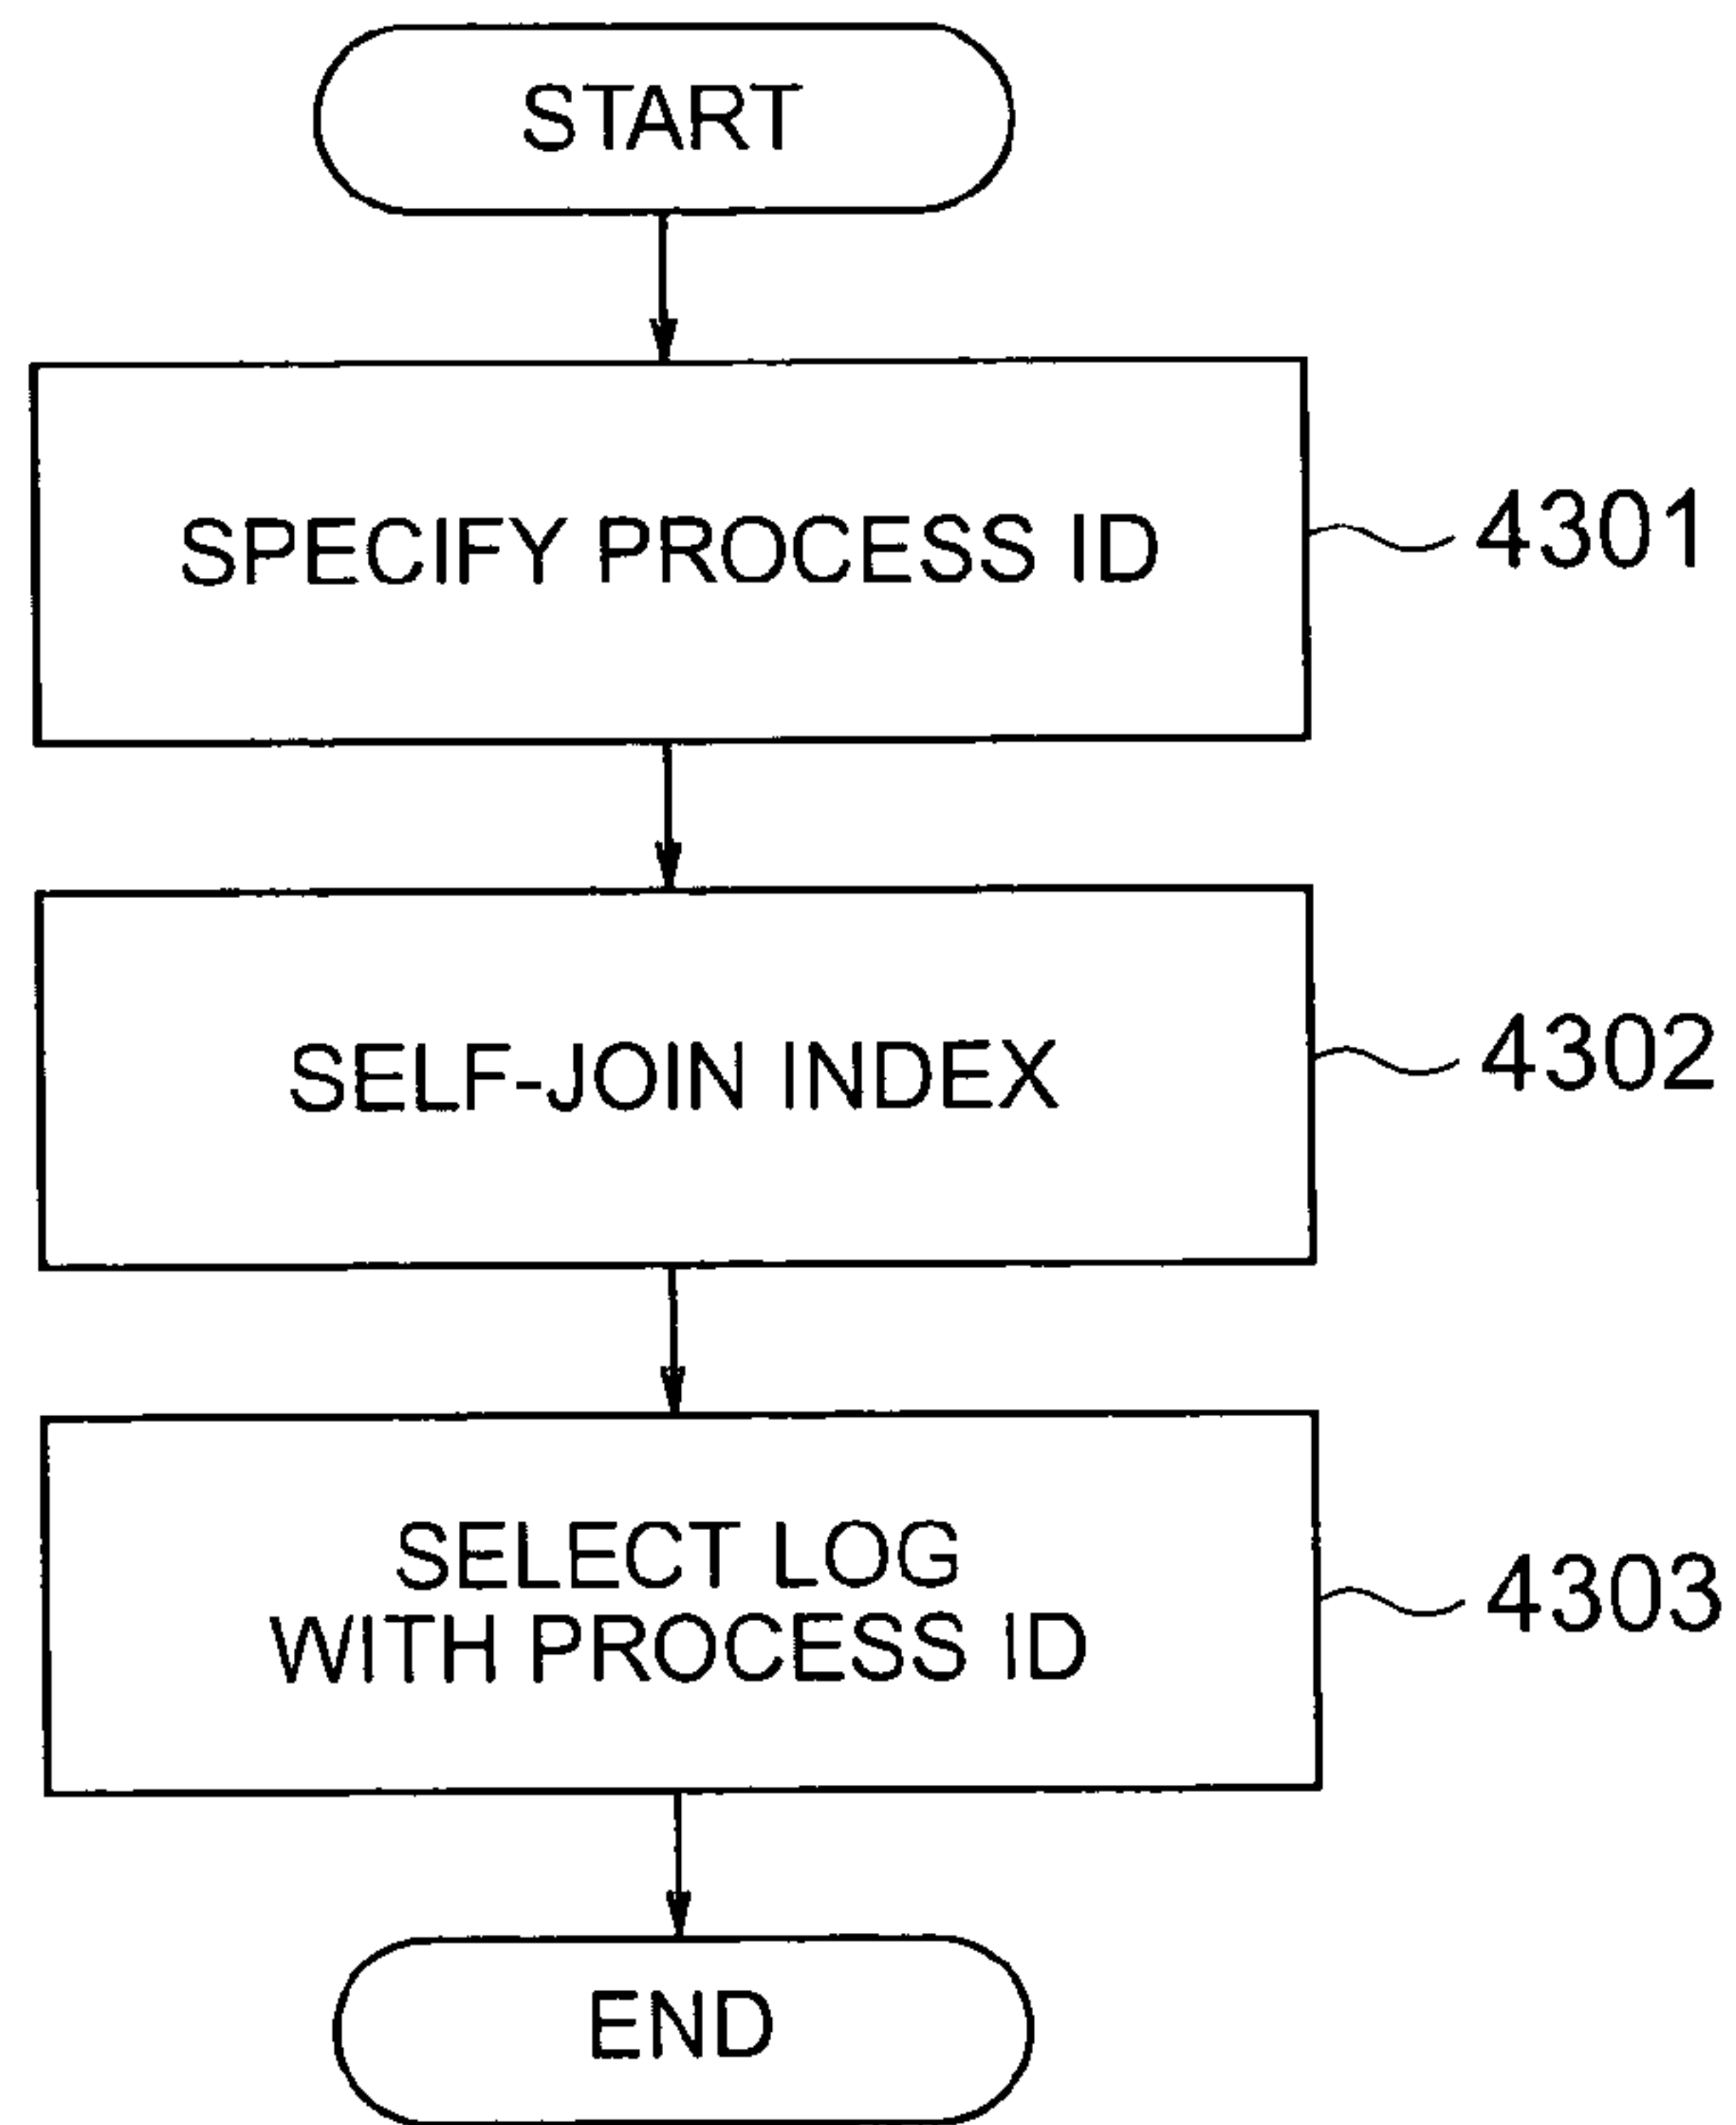 START
SPECIFY PROCESS ID
4301
SELF-JOIN INDEX
4302
SELECT LOG
WITH PROCESS ID
4303
END